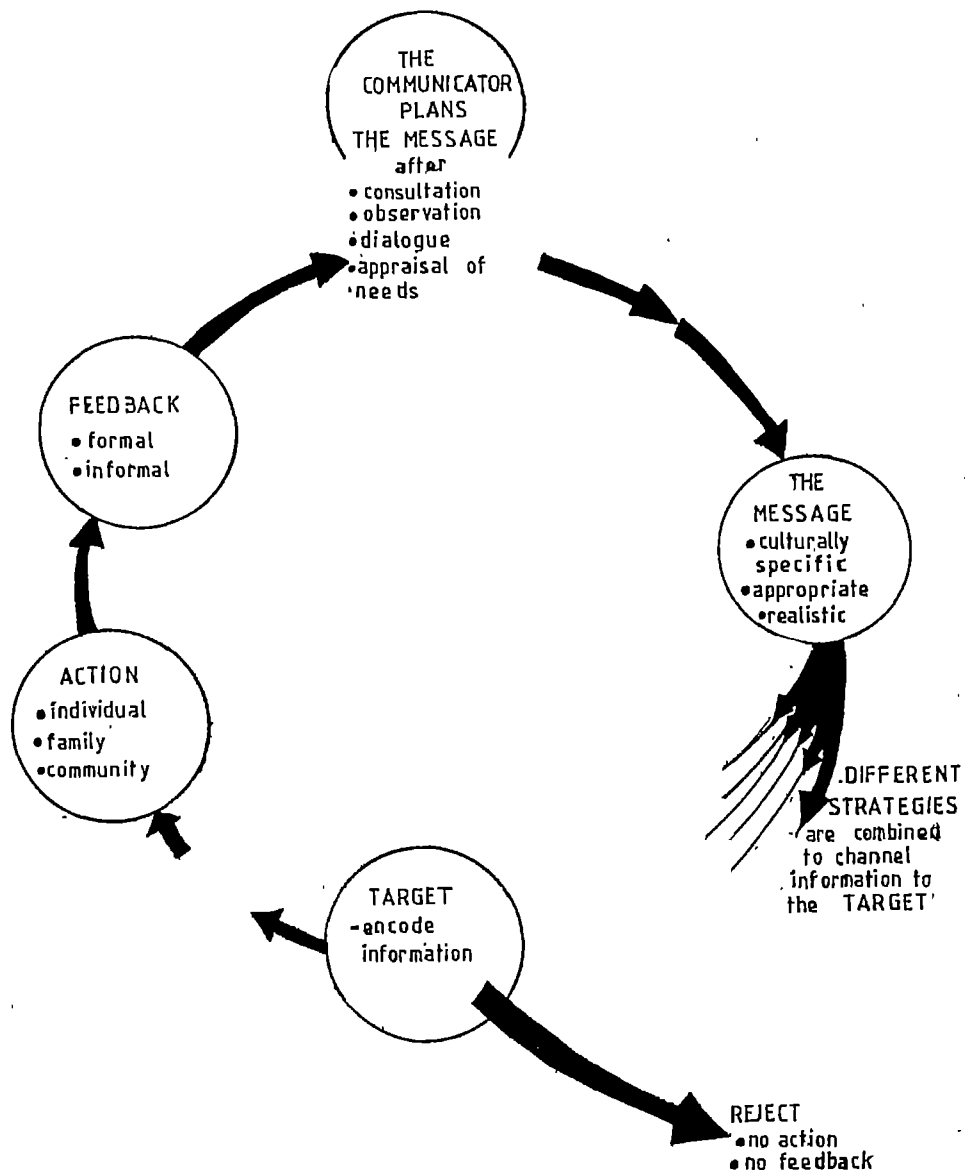 THE
COMMUNICATOR
PLANS
THE MESSAGE
after
• consultation
• observation
• dialogue
• appraisal of
needs
THE
MESSAGE
• culturally
specific
• appropriate
• realistic
DIFFERENT
STRATEGIES
are combined
to channel
information to
the TARGET
TARGET
- encode
information
REJECT
• no action
• no feedback
ACTION
• individual
• family
• community
FEEDBACK
• formal
• informal